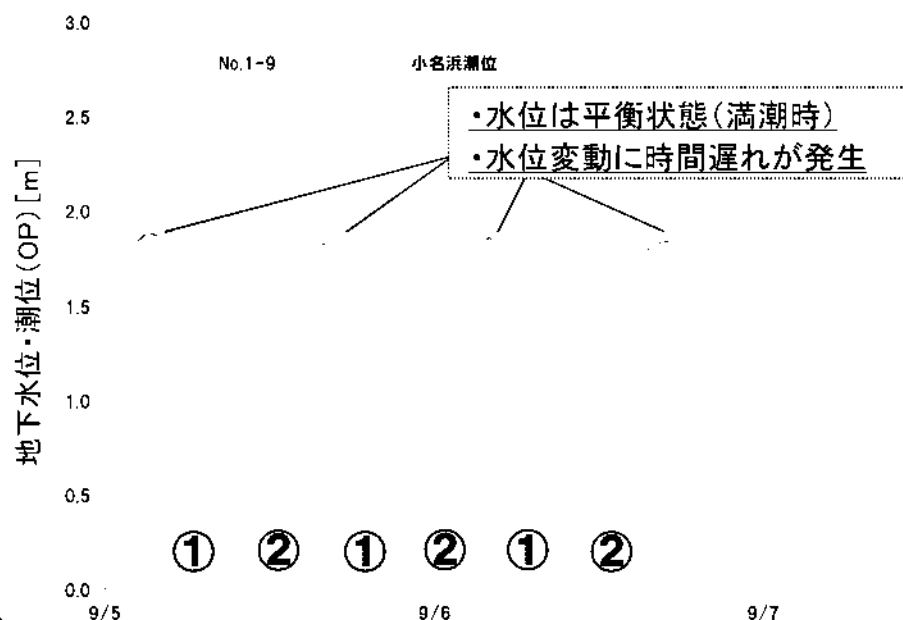 3.0
No.1-9 小名浜潮位
・水位は平衡状態(満潮時)
・水位変動に時間遅れが発生
2.5
2.0
1.5
1.0
0.5
0.0
地下水位・潮位(OP)[m]
① ② ① ② ① ②
9/5 9/6 9/7